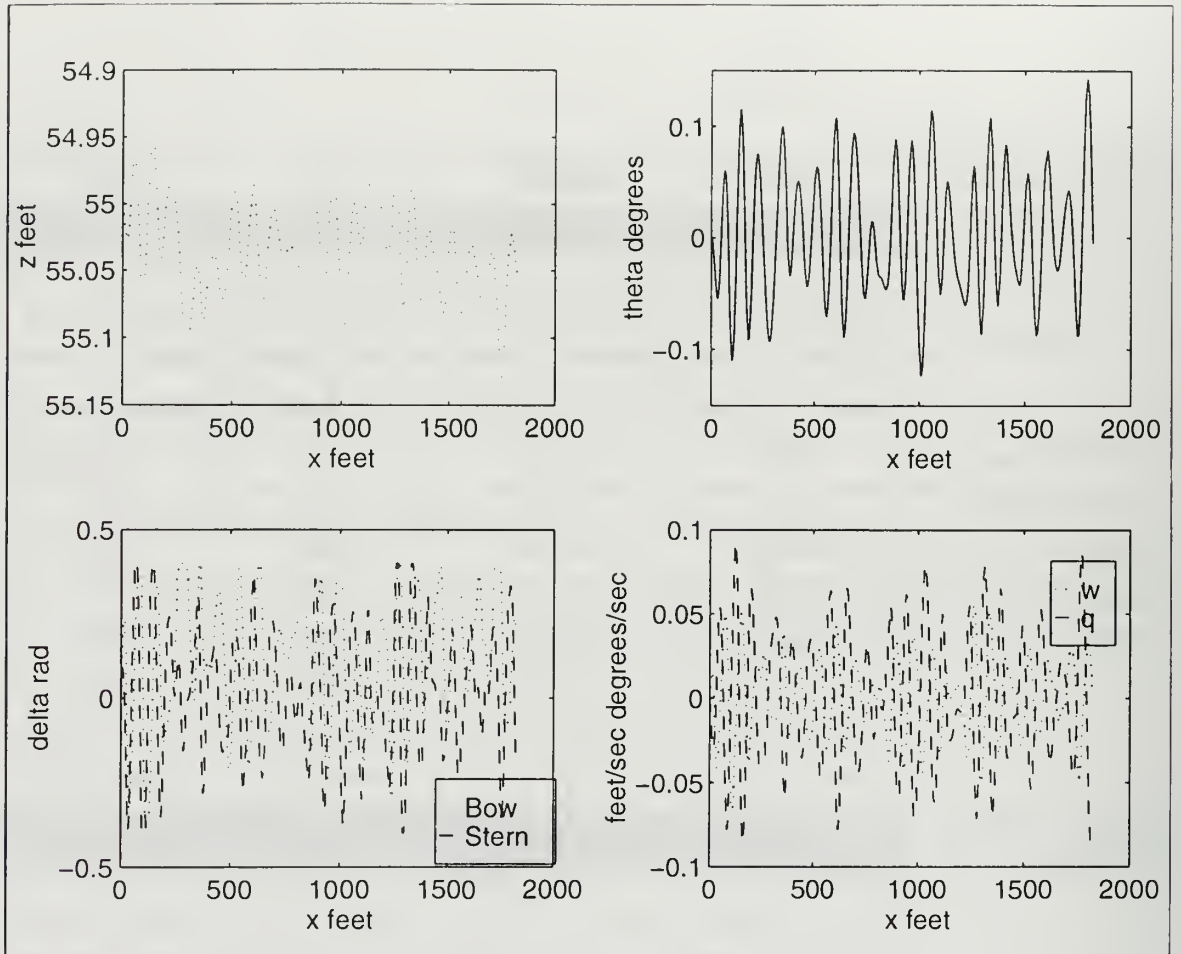 54.9
54.95
55
55.05
55.1
55.15
z feet
0 500 1000 1500 2000
x feet
0.1
0
−0.1
theta degrees
0 500 1000 1500 2000
x feet
0.5
0
−0.5
delta rad
Bow
Stern
0 500 1000 1500 2000
x feet
0.1
0.05
0
−0.05
−0.1
feet/sec degrees/sec
w
q
0 500 1000 1500 2000
x feet